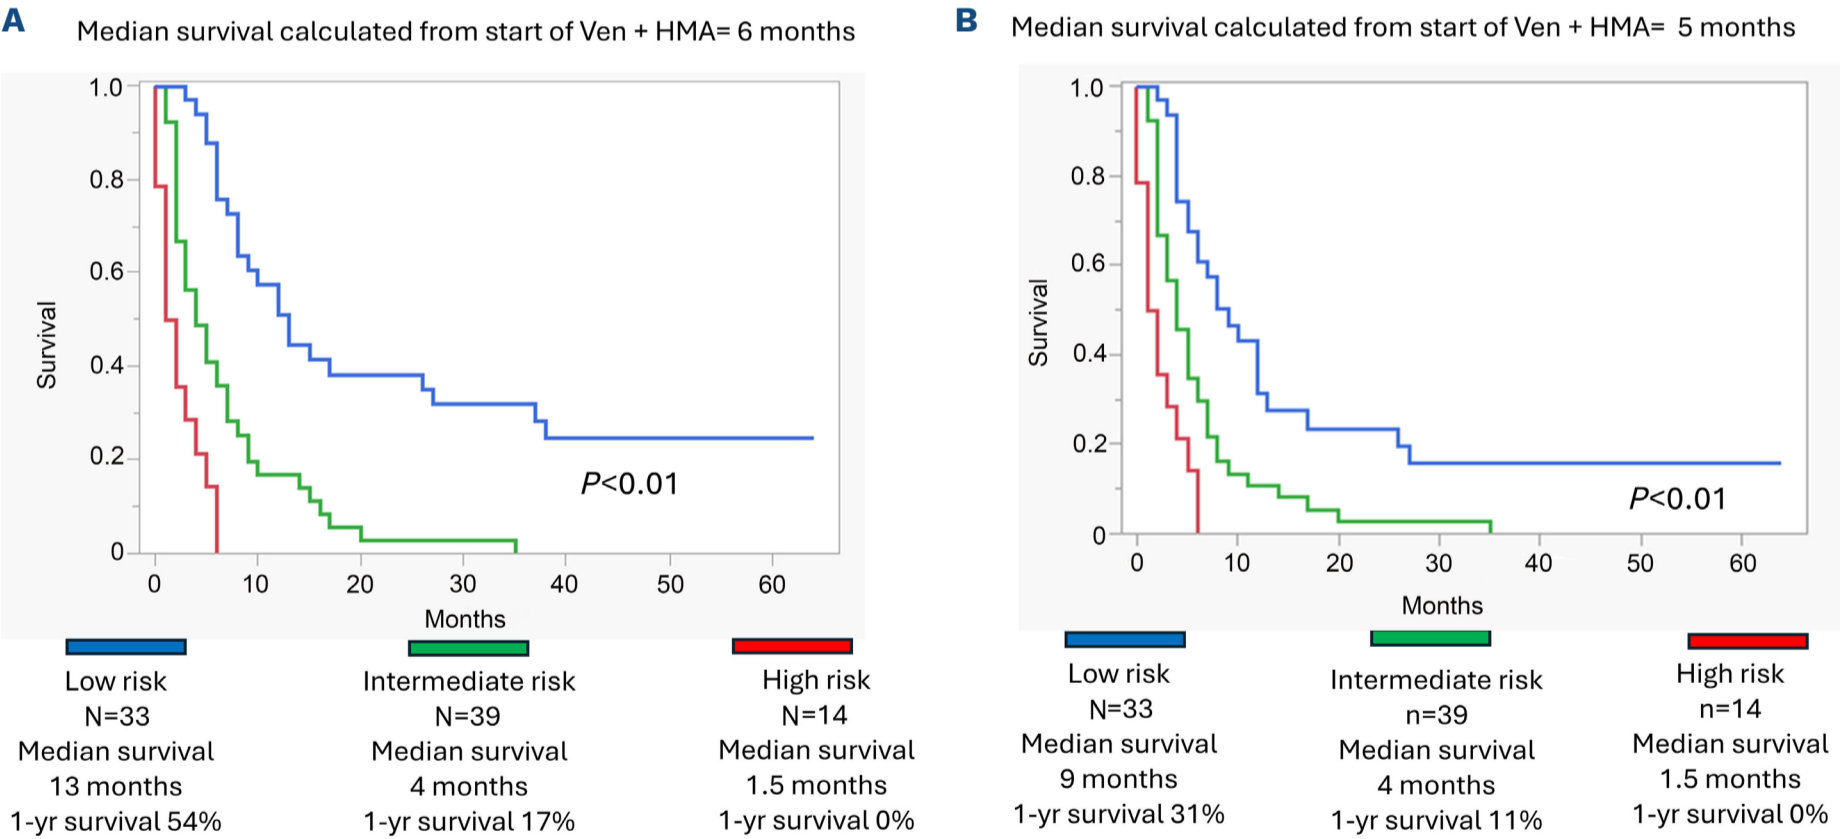 A
Median survival calculated from start of Ven + HMA= 6 months
1.0
0.8
0.6
0.4
0.2
0
Survival
P<0.01
0 10 20 30 40 50 60
Months
Low risk
N=33
Median survival
13 months
1-yr survival 54%
Intermediate risk
N=39
Median survival
4 months
1-yr survival 17%
High risk
N=14
Median survival
1.5 months
1-yr survival 0%
B
Median survival calculated from start of Ven + HMA= 5 months
1.0
0.8
0.6
0.4
0.2
0
Survival
P<0.01
0 10 20 30 40 50 60
Months
Low risk
N=33
Median survival
9 months
1-yr survival 31%
Intermediate risk
n=39
Median survival
4 months
1-yr survival 11%
High risk
n=14
Median survival
1.5 months
1-yr survival 0%